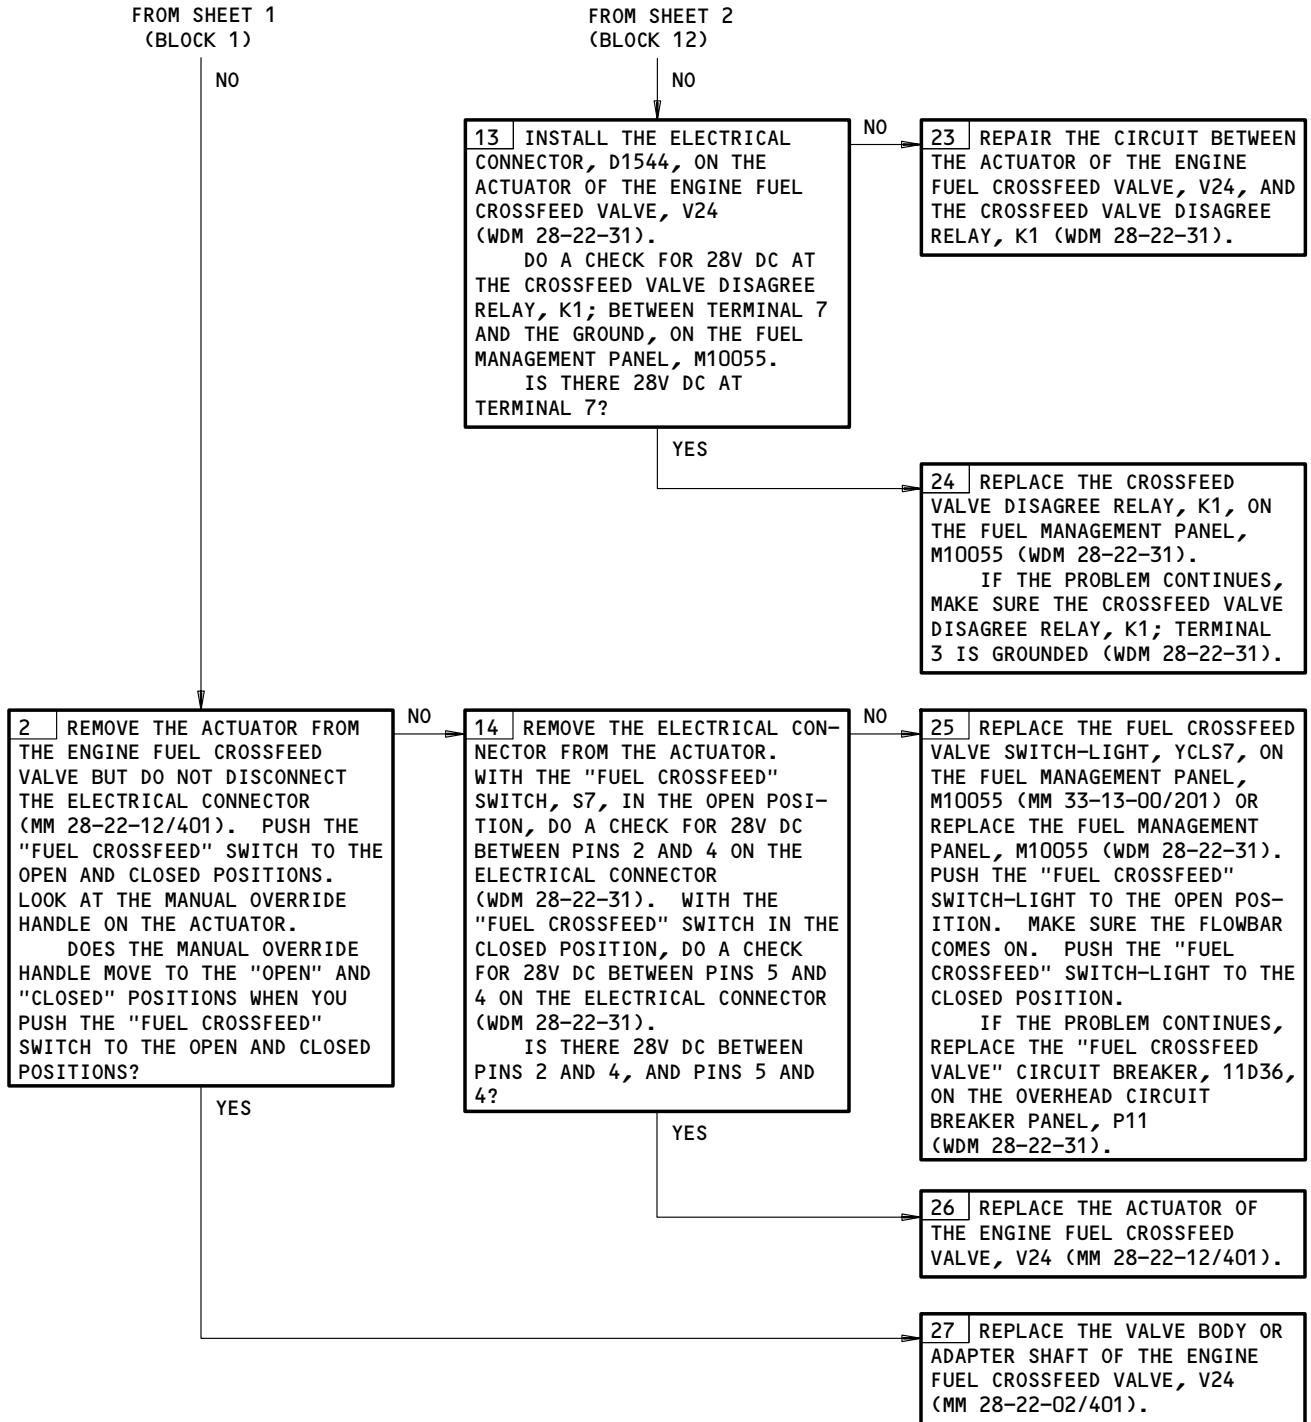 FROM SHEET 1
(BLOCK 1)
NO
FROM SHEET 2
(BLOCK 12)
NO
13 INSTALL THE ELECTRICAL
CONNECTOR, D1544, ON THE
ACTUATOR OF THE ENGINE FUEL
CROSSFEED VALVE, V24
(WDM 28-22-31).
DO A CHECK FOR 28V DC AT
THE CROSSFEED VALVE DISAGREE
RELAY, K1; BETWEEN TERMINAL 7
AND THE GROUND, ON THE FUEL
MANAGEMENT PANEL, M10055.
IS THERE 28V DC AT
TERMINAL 7?
NO
23 REPAIR THE CIRCUIT BETWEEN
THE ACTUATOR OF THE ENGINE
FUEL CROSSFEED VALVE, V24, AND
THE CROSSFEED VALVE DISAGREE
RELAY, K1 (WDM 28-22-31).
YES
24 REPLACE THE CROSSFEED
VALVE DISAGREE RELAY, K1, ON
THE FUEL MANAGEMENT PANEL,
M10055 (WDM 28-22-31).
IF THE PROBLEM CONTINUES,
MAKE SURE THE CROSSFEED VALVE
DISAGREE RELAY, K1; TERMINAL
3 IS GROUNDED (WDM 28-22-31).
2 REMOVE THE ACTUATOR FROM
THE ENGINE FUEL CROSSFEED
VALVE BUT DO NOT DISCONNECT
THE ELECTRICAL CONNECTOR
(MM 28-22-12/401). PUSH THE
"FUEL CROSSFEED" SWITCH TO THE
OPEN AND CLOSED POSITIONS.
LOOK AT THE MANUAL OVERRIDE
HANDLE ON THE ACTUATOR.
DOES THE MANUAL OVERRIDE
HANDLE MOVE TO THE "OPEN" AND
"CLOSED" POSITIONS WHEN YOU
PUSH THE "FUEL CROSSFEED"
SWITCH TO THE OPEN AND CLOSED
POSITIONS?
NO
14 REMOVE THE ELECTRICAL CON-
NECTOR FROM THE ACTUATOR.
WITH THE "FUEL CROSSFEED"
SWITCH, S7, IN THE OPEN POSI-
TION, DO A CHECK FOR 28V DC
BETWEEN PINS 2 AND 4 ON THE
ELECTRICAL CONNECTOR
(WDM 28-22-31). WITH THE
"FUEL CROSSFEED" SWITCH IN THE
CLOSED POSITION, DO A CHECK
FOR 28V DC BETWEEN PINS 5 AND
4 ON THE ELECTRICAL CONNECTOR
(WDM 28-22-31).
IS THERE 28V DC BETWEEN
PINS 2 AND 4, AND PINS 5 AND
4?
NO
25 REPLACE THE FUEL CROSSFEED
VALVE SWITCH-LIGHT, YCLS7, ON
THE FUEL MANAGEMENT PANEL,
M10055 (MM 33-13-00/201) OR
REPLACE THE FUEL MANAGEMENT
PANEL, M10055 (WDM 28-22-31).
PUSH THE "FUEL CROSSFEED"
SWITCH-LIGHT TO THE OPEN POS-
ITION. MAKE SURE THE FLOWBAR
COMES ON. PUSH THE "FUEL
CROSSFEED" SWITCH-LIGHT TO THE
CLOSED POSITION.
IF THE PROBLEM CONTINUES,
REPLACE THE "FUEL CROSSFEED
VALVE" CIRCUIT BREAKER, 11D36,
ON THE OVERHEAD CIRCUIT
BREAKER PANEL, P11
(WDM 28-22-31).
YES
YES
26 REPLACE THE ACTUATOR OF
THE ENGINE FUEL CROSSFEED
VALVE, V24 (MM 28-22-12/401).
27 REPLACE THE VALVE BODY OR
ADAPTER SHAFT OF THE ENGINE
FUEL CROSSFEED VALVE, V24
(MM 28-22-02/401).